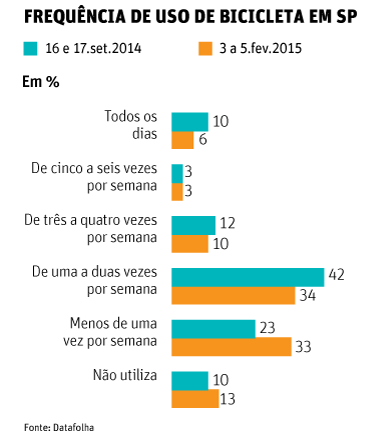 FREQUÊNCIA DE USO DE BICICLETA EM SP
16 e 17.set.2014 3 a 5.fev.2015
Em %
Todos os
dias
10
6
De cinco a seis vezes
por semana
3
3
De três a quatro vezes
por semana
12
10
De uma a duas vezes
por semana
42
34
Menos de uma
vez por semana
23
33
Não utiliza
10
13
Fonte: Datafolha